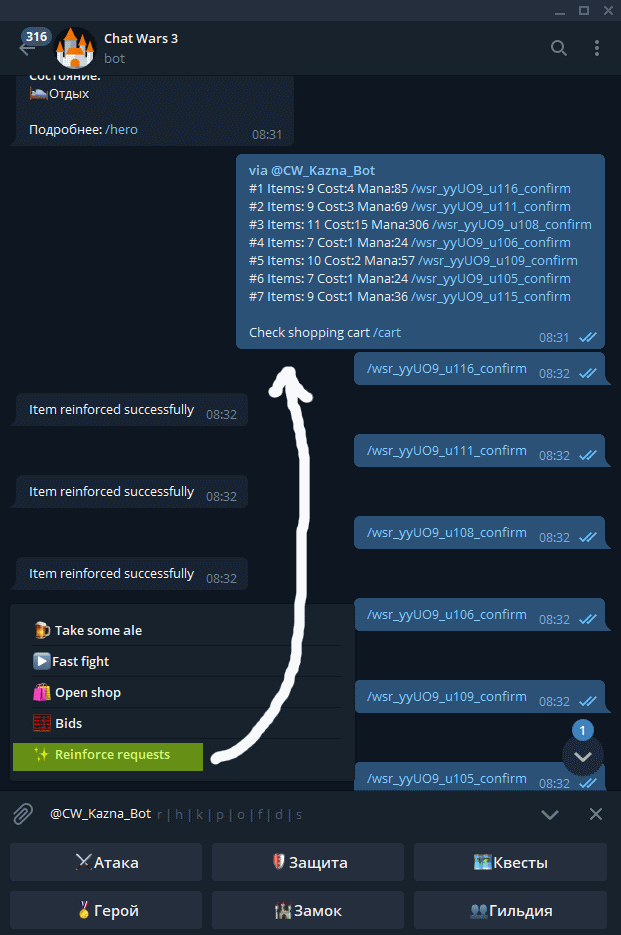 316
Chat Wars 3
bot
Состояние:
Отдых
Подробнее: /hero
08:31
via @CW_Kazna_Bot
#1 Items: 9 Cost:4 Mana:85 /wsr_yyUO9_u116_confirm
#2 Items: 9 Cost:3 Mana:69 /wsr_yyUO9_u111_confirm
#3 Items: 11 Cost:15 Mana:306 /wsr_yyUO9_u108_confirm
#4 Items: 7 Cost:1 Mana:24 /wsr_yyUO9_u106_confirm
#5 Items: 10 Cost:2 Mana:57 /wsr_yyUO9_u109_confirm
#6 Items: 7 Cost:1 Mana:24 /wsr_yyUO9_u105_confirm
#7 Items: 9 Cost:1 Mana:36 /wsr_yyUO9_u115_confirm
Check shopping cart /cart
08:31
/wsr_yyUO9_u116_confirm 08:32
Item reinforced successfully 08:32
/wsr_yyUO9_u111_confirm 08:32
Item reinforced successfully 08:32
/wsr_yyUO9_u108_confirm 08:32
Item reinforced successfully 08:32
/wsr_yyUO9_u106_confirm 08:32
Take some ale
Fast fight
Open shop
/wsr_yyUO9_u109_confirm 08:32
Bids
1
Reinforce requests
/wsr_yyUO9_u105_confirm 08:32
@CW_Kazna_Bot r | h | k | p | o | f | d | s
Атака
Защита
Квесты
Герой
Замок
Гильдия